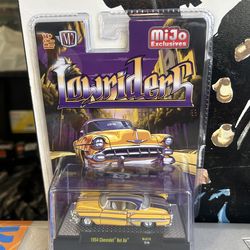 M2
MiJo
Exclusives
Lowriders
1954 Chevrolet Bel Air